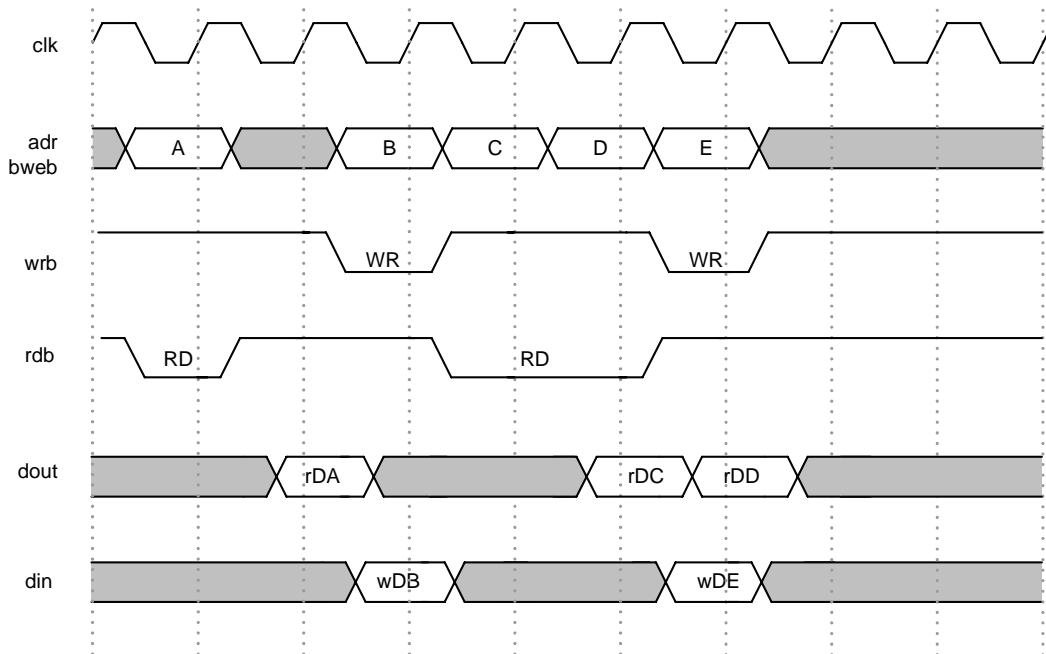 clk
adr A B C D E
bweb
wrb WR WR
rdb RD RD
dout rDA rDC rDD
din wDB wDE